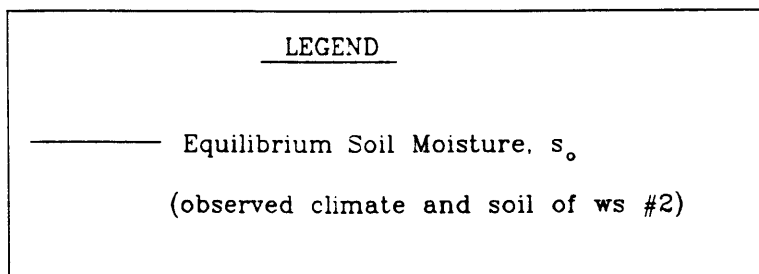 LEGEND
Equilibrium Soil Moisture, s₀
(observed climate and soil of ws #2)